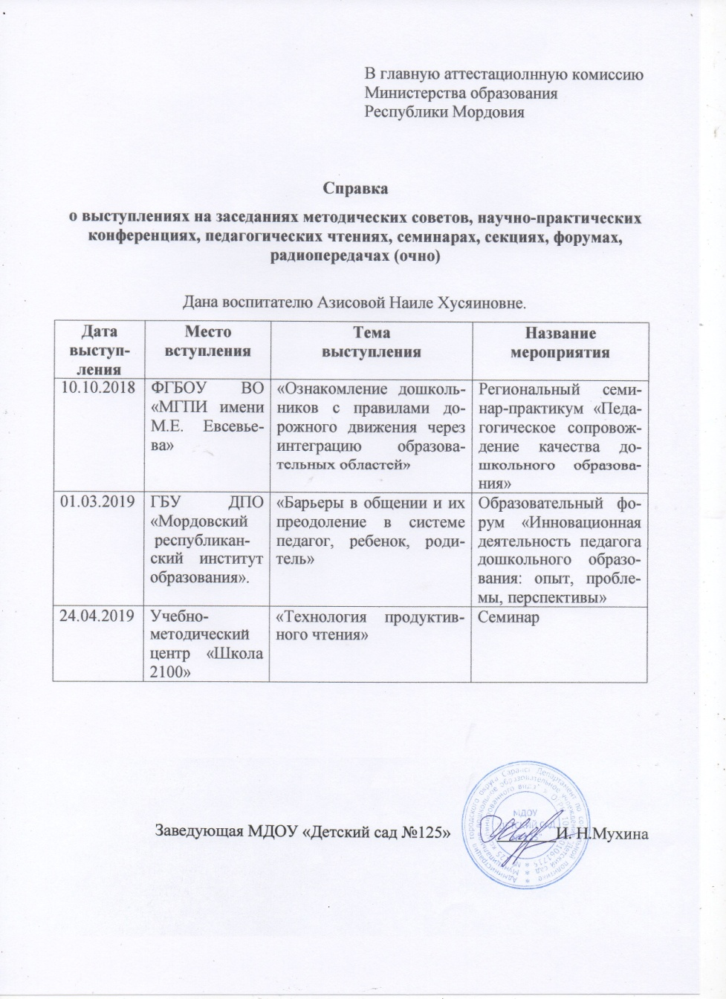 В главную аттестациолнную комиссию
Министерства образования
Республики Мордовия
Справка
о выступлениях на заседаниях методических советов, научно-практических
конференциях, педагогических чтениях, семинарах, секциях, форумах,
радиопередачах (очно)
Дана воспитателю Азисовой Наиле Хусяиновне.
Дата
выступ-
ления
Место
вступления
Тема
выступления
Название
мероприятия
10.10.2018
ФГБОУ ВО
«МГПИ имени
М.Е. Евсевье-
ва»
«Ознакомление дошколь-
ников с правилами до-
рожного движения через
интеграцию образова-
тельных областей»
Региональный семи-
нар-практикум «Педа-
гогическое сопровож-
дение качества до-
школьного образова-
ния»
01.03.2019
ГБУ ДПО
«Мордовский
республикан-
ский институт
образования».
«Барьеры в общении и их
преодоление в системе
педагог, ребенок, роди-
тель»
Образовательный фо-
рум «Инновационная
деятельность педагога
дошкольного образо-
вания: опыт, пробле-
мы, перспективы»
24.04.2019
Учебно-
методический
центр «Школа
2100»
«Технология продуктив-
ного чтения»
Семинар
Заведующая МДОУ «Детский сад №125»
И. Н.Мухина
МДОУ